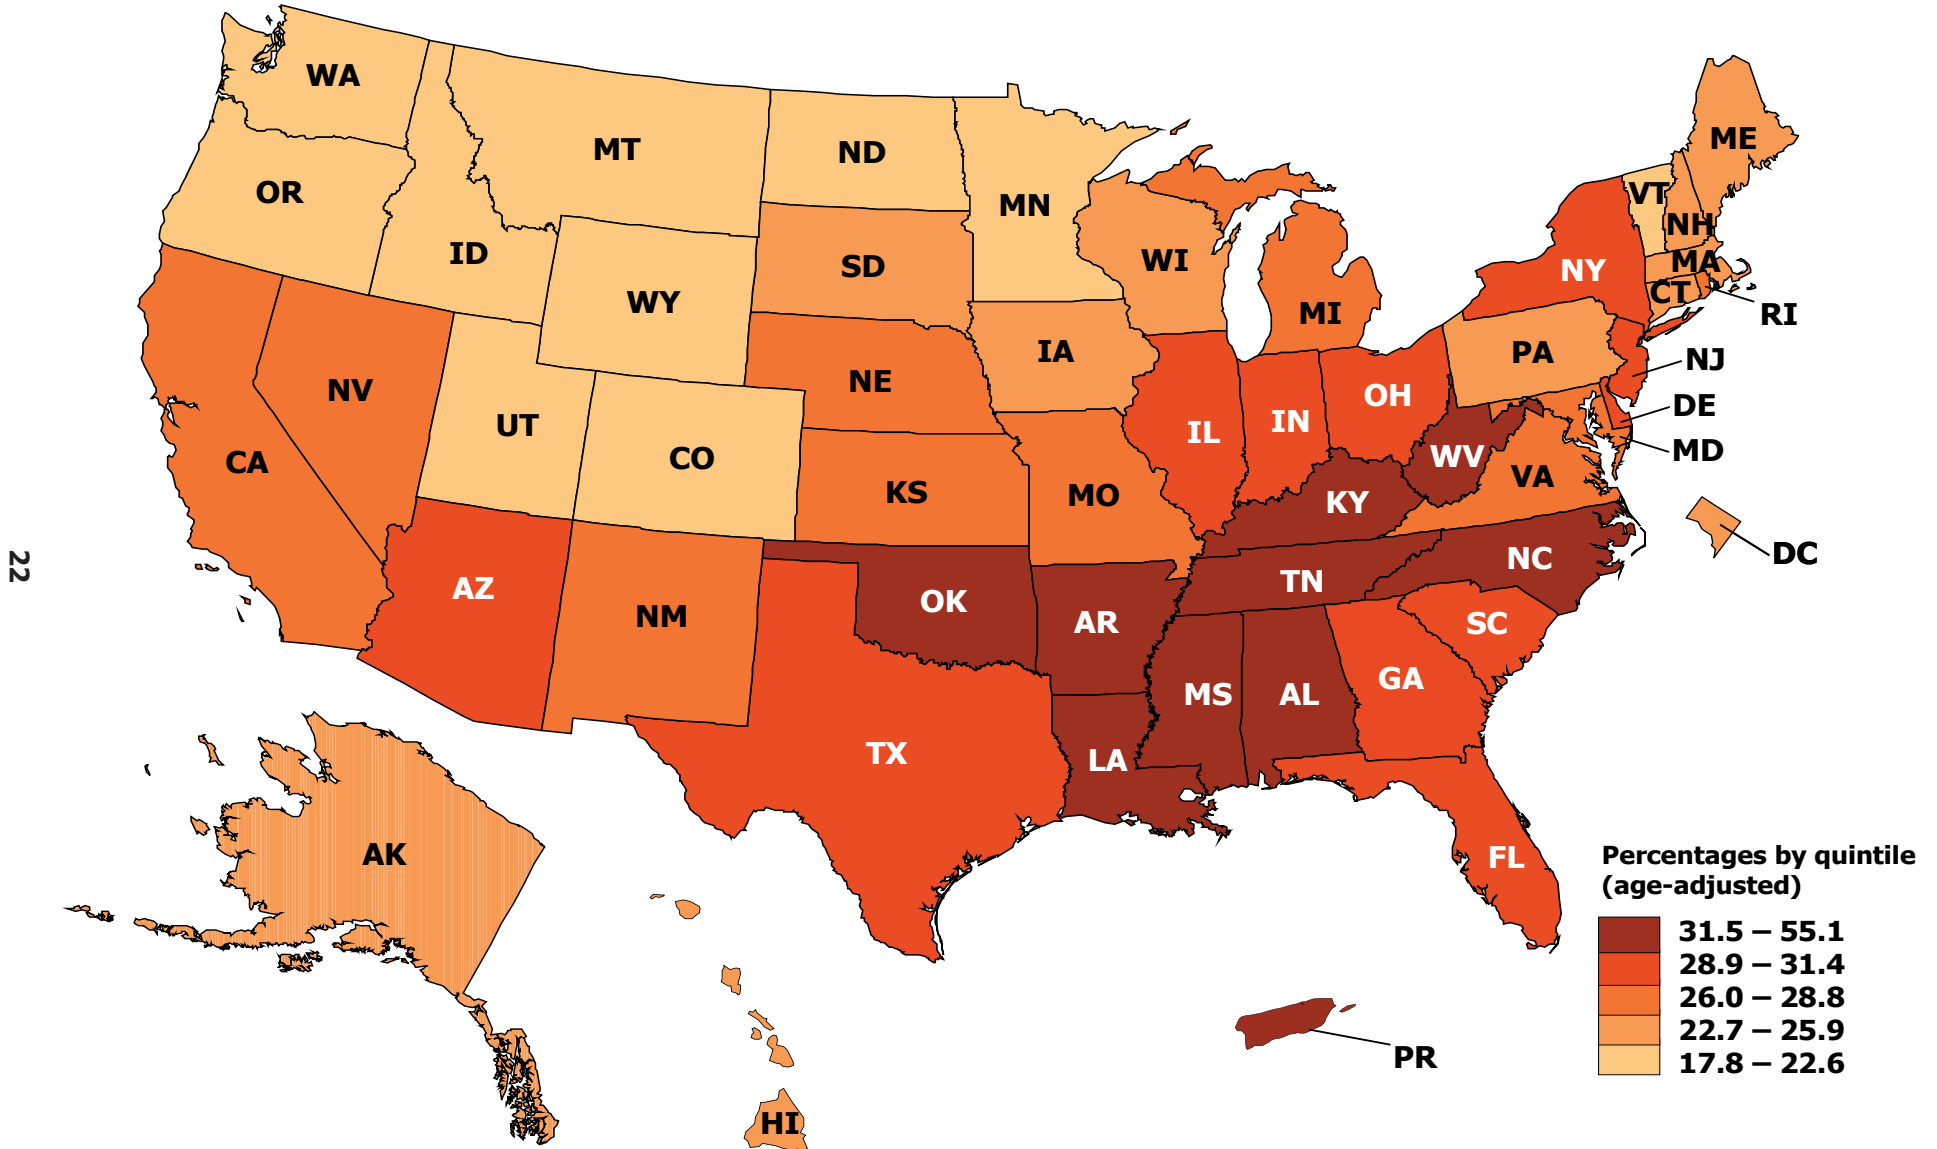 WA
MT
ND
ME
OR
MN
VT
NH
ID
WI
SD
NY
MA
WY
CT
MI
RI
IA
PA
NJ
NV
NE
OH
DE
UT
IN
IL
MD
CA
CO
WV
VA
KS
MO
KY
DC
NC
22
AZ
TN
OK
NM
AR
SC
GA
MS
AL
TX
LA
AK
FL
Percentages by quintile
(age-adjusted)
31.5 – 55.1
28.9 – 31.4
26.0 – 28.8
22.7 – 25.9
17.8 – 22.6
PR
HI